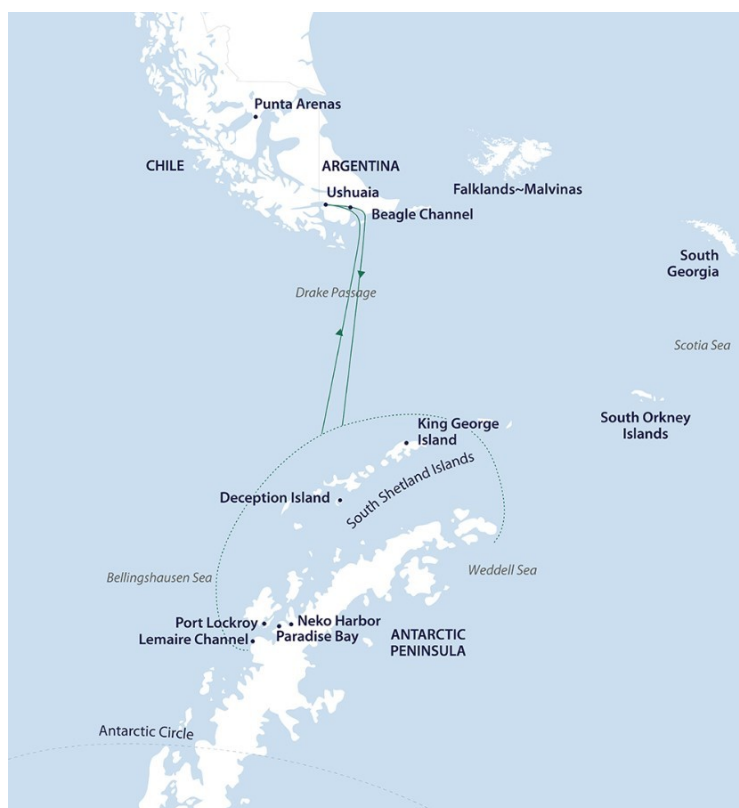 Punta Arenas
CHILE
ARGENTINA
Ushuaia
Falklands~Malvinas
Beagle Channel
South
Georgia
Drake Passage
Scotia Sea
South Orkney
Islands
King George
Island
South Shetland Islands
Deception Island
Bellingshausen Sea
Weddell Sea
Port Lockroy
Neko Harbor
Lemaire Channel
Paradise Bay
ANTARCTIC
PENINSULA
Antarctic Circle